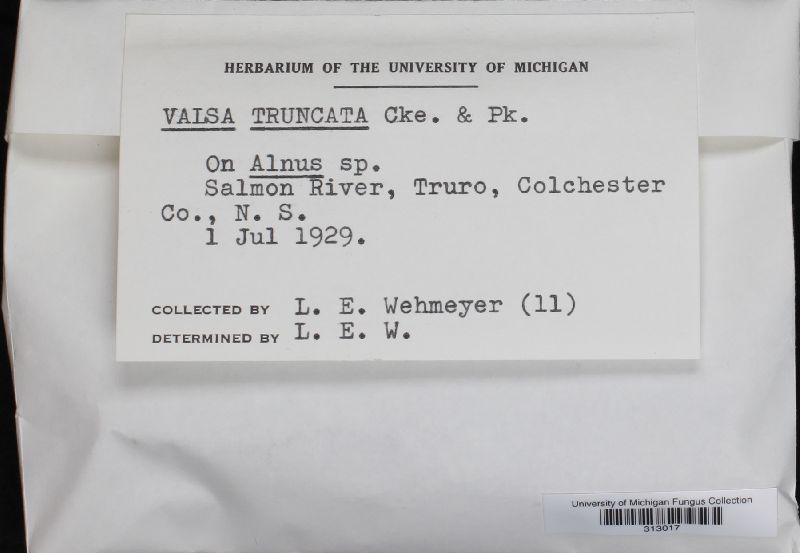 HERBARIUM OF THE UNIVERSITY OF MICHIGAN
VALSA TRUNCATA Cke. & Pk.
On Alnus sp.
Salmon River, Truro, Colchester
Co., N. S.
1 Jul 1929.
COLLECTED BY L. E. Wehmeyer (11)
DETERMINED BY L. E. W.
University of Michigan Fungus Collection
313017